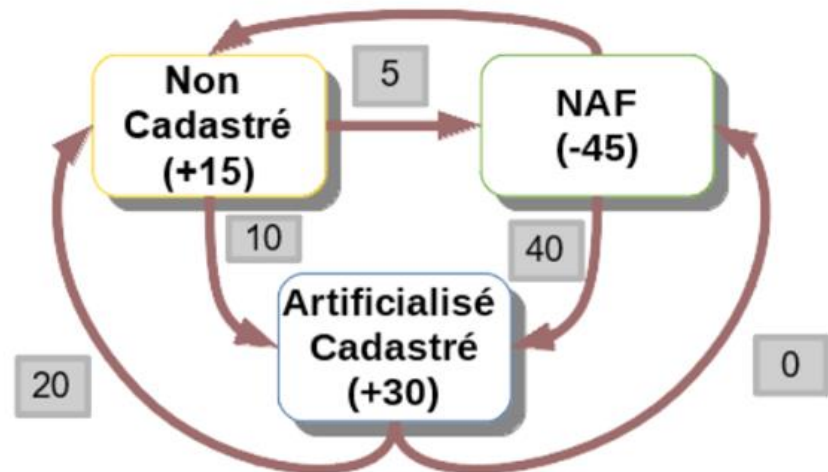 Non
Cadastré
(+15)
5
NAF
(-45)
10
40
Artificialisé
Cadastré
(+30)
20
0